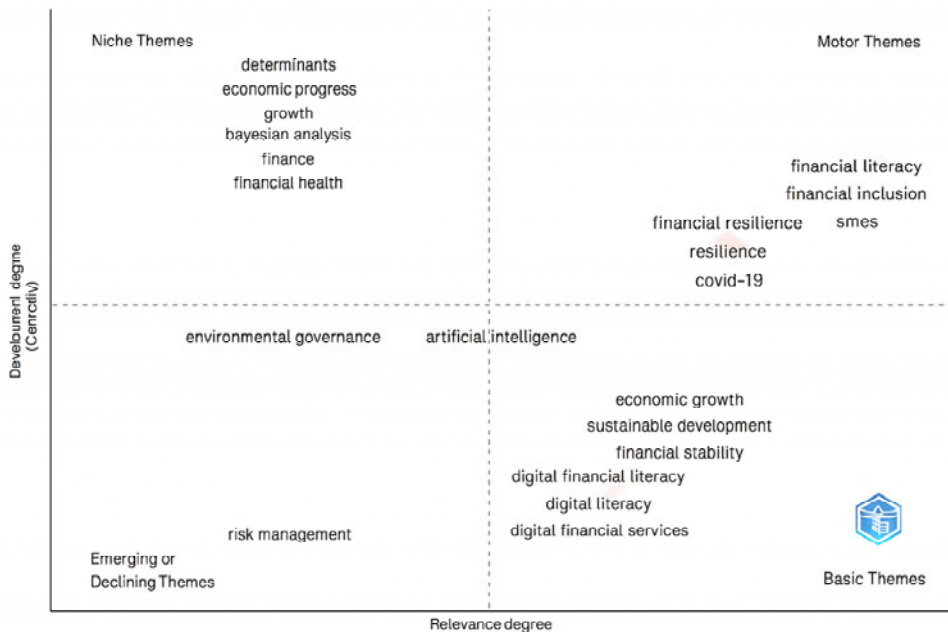 Niche Themes
Motor Themes
determinants
economic progress
growth
bayesian analysis
finance
financial health
financial literacy
financial inclusion
smes
financial resilience
resilience
covid-19
environmental governance
artificial intelligence
economic growth
sustainable development
financial stability
digital financial literacy
digital literacy
digital financial services
risk management
Emerging or
Declining Themes
Basic Themes
Relevance degree